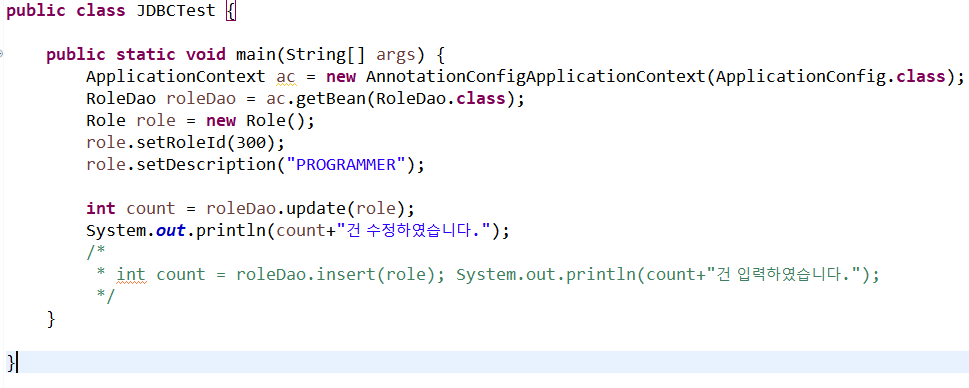 public class JDBCTest {
public static void main(String[] args) {
ApplicationContext ac = new AnnotationConfigApplicationContext(ApplicationConfig.class);
RoleDao roleDao = ac.getBean(RoleDao.class);
Role role = new Role();
role.setRoleId(300);
role.setDescription("PROGRAMMER");
int count = roleDao.update(role);
System.out.println(count+"건 수정하였습니다.");
/*
* int count = roleDao.insert(role); System.out.println(count+"건 입력하였습니다.");
*/
}
}